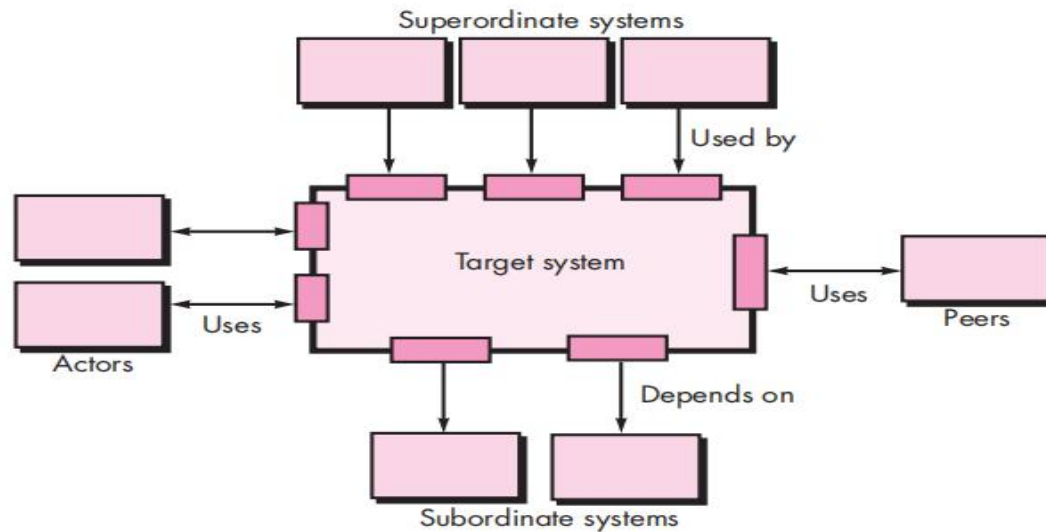 Superordinate systems
Used by
Target system
Uses
Uses
Peers
Actors
Depends on
Subordinate systems